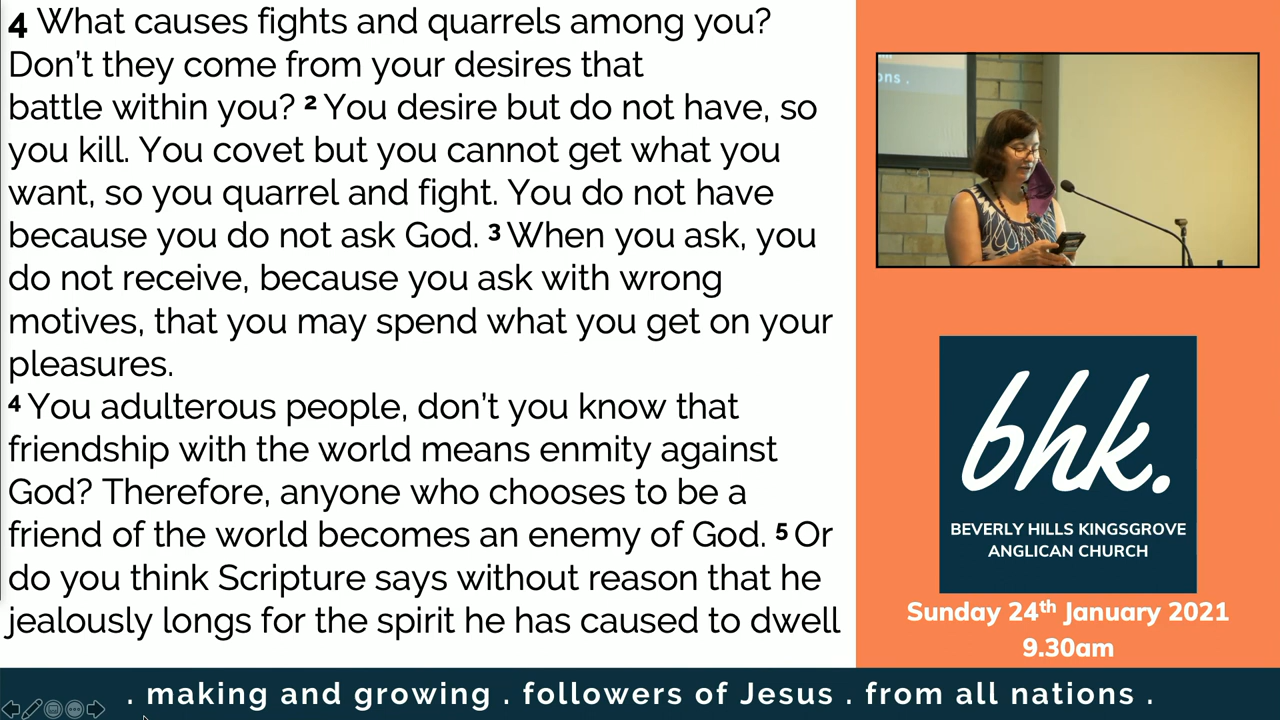 4 What causes fights and quarrels among you?
Don't they come from your desires that
battle within you? 2 You desire but do not have, so
you kill. You covet but you cannot get what you
want, so you quarrel and fight. You do not have
because you do not ask God. 3 When you ask, you
do not receive, because you ask with wrong
motives, that you may spend what you get on your
pleasures.
4 You adulterous people, don't you know that
friendship with the world means enmity against
God? Therefore, anyone who chooses to be a
friend of the world becomes an enemy of God. 5 Or
do you think Scripture says without reason that he
jealously longs for the spirit he has caused to dwell
ons .
bhk.
BEVERLY HILLS KINGSGROVE
ANGLICAN CHURCH
Sunday 24th January 2021
9.30am
. making and growing . followers of Jesus . from all nations .